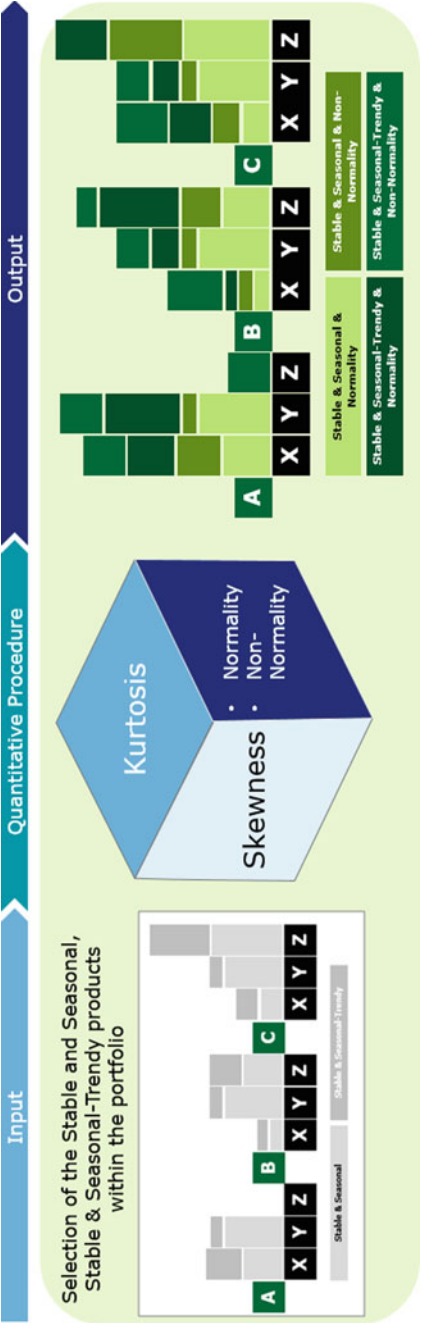 Input
Quantitative Procedure
Output
Selection of the Stable and Seasonal,
Stable & Seasonal-Trendy products
within the portfolio
A
X Y Z
B
X Y Z
C
X Y Z
Stable & Seasonal
Stable & Seasonal-Trendy
Kurtosis
Skewness
• Normality
• Non-
Normality
A
X Y Z
B
X Y Z
C
X Y Z
Stable & Seasonal &
Normality
Stable & Seasonal & Non-
Normality
Stable & Seasonal-Trendy &
Normality
Stable & Seasonal-Trendy &
Non-Normality